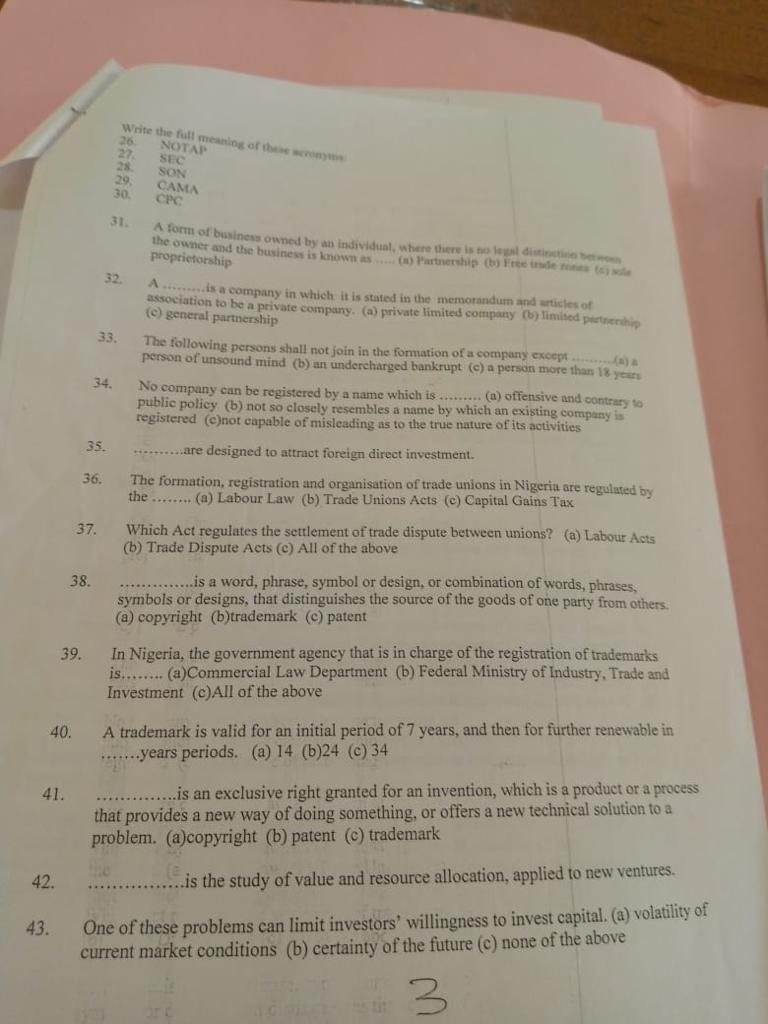 Write the full meaning of these acronyms:
26. NOTAP
27. SEC
28. SON
29. CAMA
30. CPC
31. A form of business owned by an individual, where there is no legal distinction between
the owner and the business is known as ..... (a) Partnership (b) Free trade zones (c) sole
proprietorship
32. A .........is a company in which it is stated in the memorandum and articles of
association to be a private company. (a) private limited company (b) limited partnership
(c) general partnership
33. The following persons shall not join in the formation of a company except ..........(a) a
person of unsound mind (b) an undercharged bankrupt (c) a person more than 18 years
34. No company can be registered by a name which is ......... (a) offensive and contrary to
public policy (b) not so closely resembles a name by which an existing company is
registered (c)not capable of misleading as to the true nature of its activities
35. ..........are designed to attract foreign direct investment.
36. The formation, registration and organisation of trade unions in Nigeria are regulated by
the ........ (a) Labour Law (b) Trade Unions Acts (c) Capital Gains Tax
37. Which Act regulates the settlement of trade dispute between unions? (a) Labour Acts
(b) Trade Dispute Acts (c) All of the above
38. ..............is a word, phrase, symbol or design, or combination of words, phrases,
symbols or designs, that distinguishes the source of the goods of one party from others.
(a) copyright (b)trademark (c) patent
39. In Nigeria, the government agency that is in charge of the registration of trademarks
is........ (a)Commercial Law Department (b) Federal Ministry of Industry, Trade and
Investment (c)All of the above
40. A trademark is valid for an initial period of 7 years, and then for further renewable in
.......years periods. (a) 14 (b)24 (c) 34
41. ..............is an exclusive right granted for an invention, which is a product or a process
that provides a new way of doing something, or offers a new technical solution to a
problem. (a)copyright (b) patent (c) trademark
42. .................is the study of value and resource allocation, applied to new ventures.
43. One of these problems can limit investors' willingness to invest capital. (a) volatility of
current market conditions (b) certainty of the future (c) none of the above
3